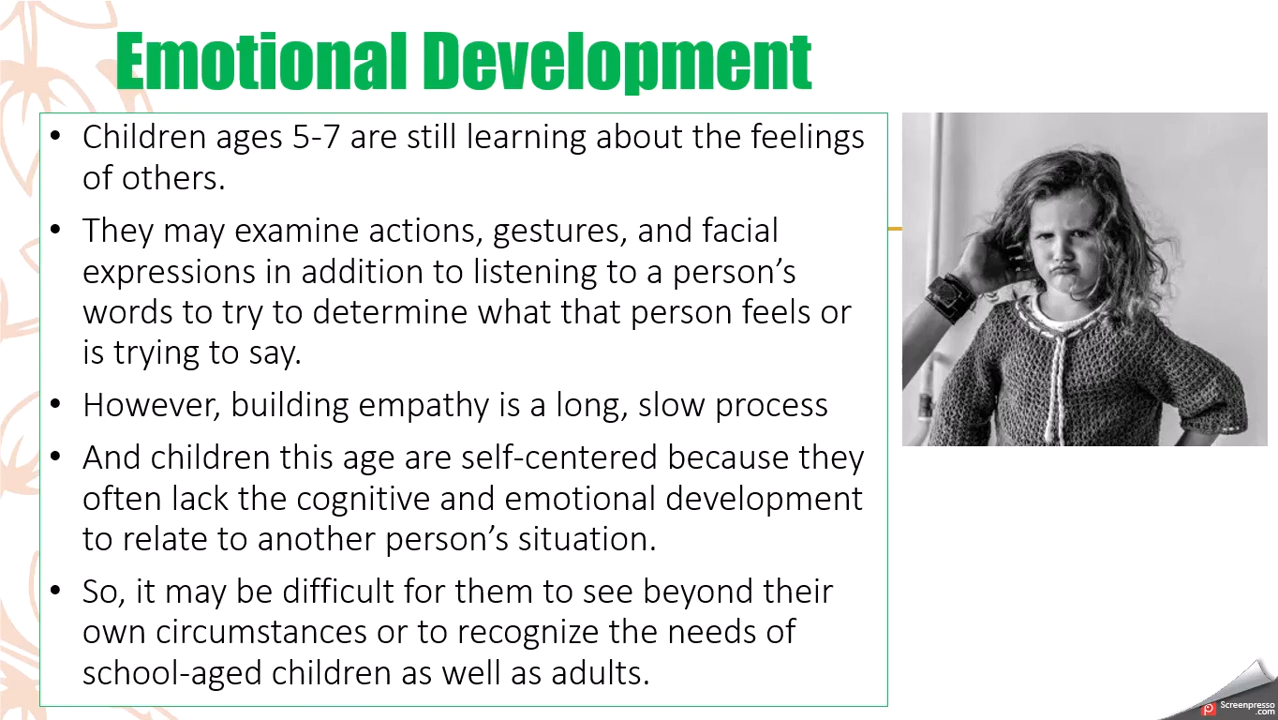 Emotional Development
• Children ages 5-7 are still learning about the feelings
of others.
• They may examine actions, gestures, and facial
expressions in addition to listening to a person’s
words to try to determine what that person feels or
is trying to say.
• However, building empathy is a long, slow process
• And children this age are self-centered because they
often lack the cognitive and emotional development
to relate to another person’s situation.
• So, it may be difficult for them to see beyond their
own circumstances or to recognize the needs of
school-aged children as well as adults.
Screenpresso
.com